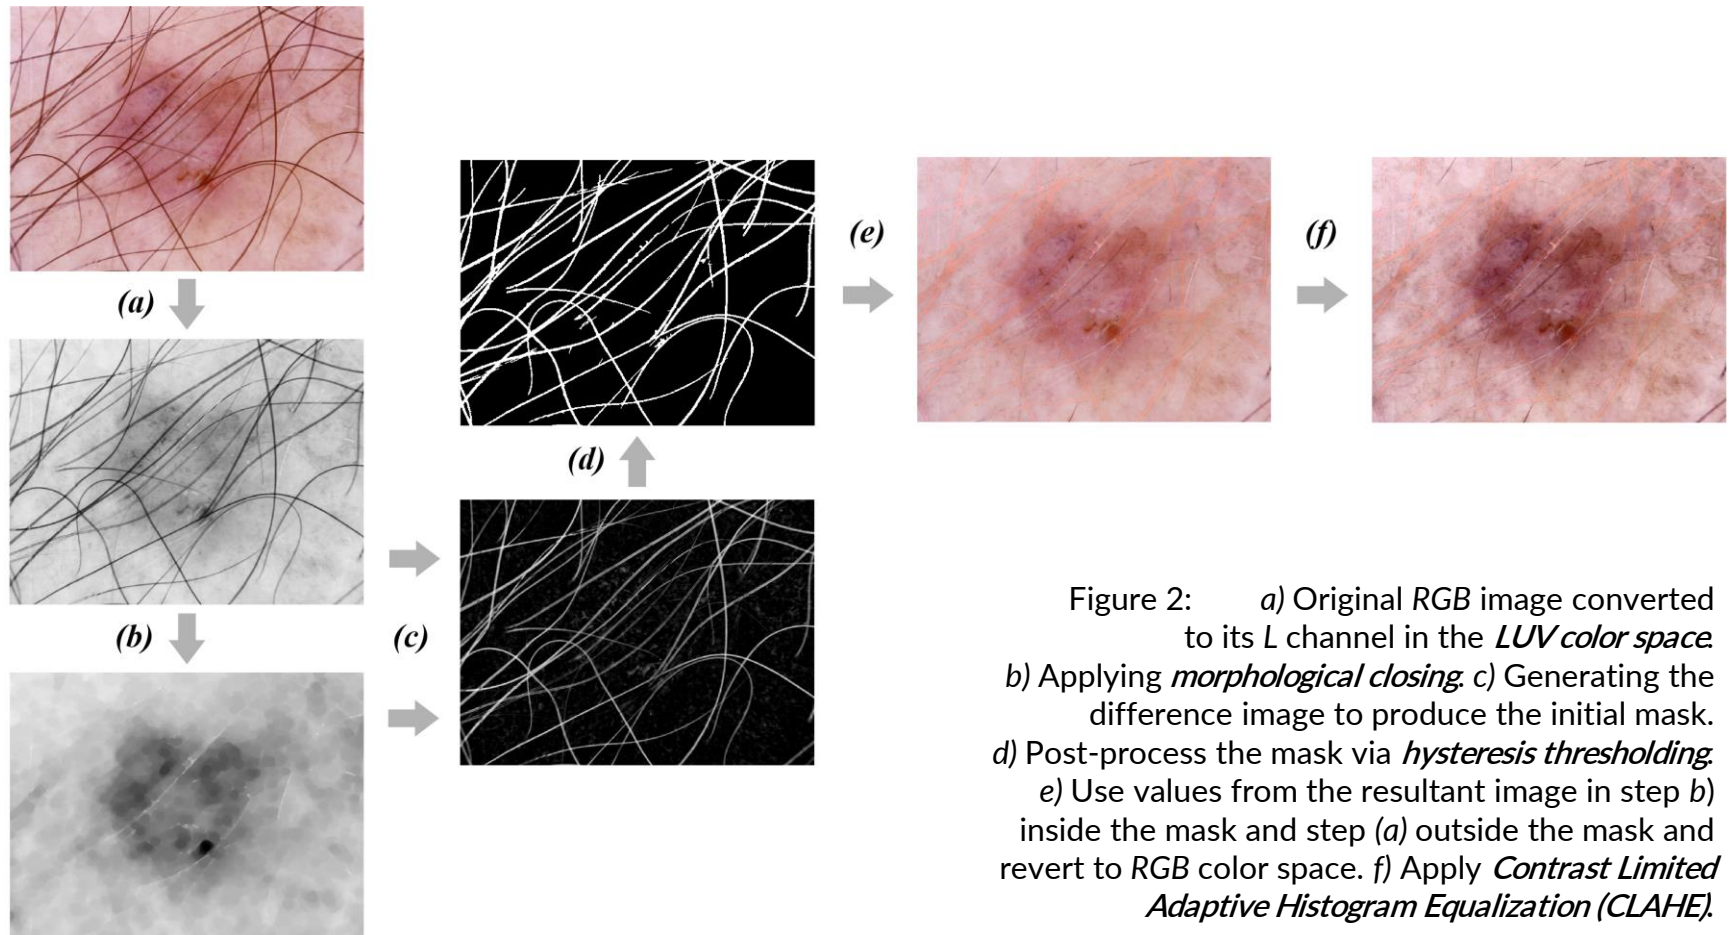 (a)
(b)
(c)
(d)
(e)
(f)
Figure 2: a) Original RGB image converted
to its L channel in the LUV color space.
b) Applying morphological closing. c) Generating the
difference image to produce the initial mask.
d) Post-process the mask via hysteresis thresholding.
e) Use values from the resultant image in step b)
inside the mask and step (a) outside the mask and
revert to RGB color space. f) Apply Contrast Limited
Adaptive Histogram Equalization (CLAHE).